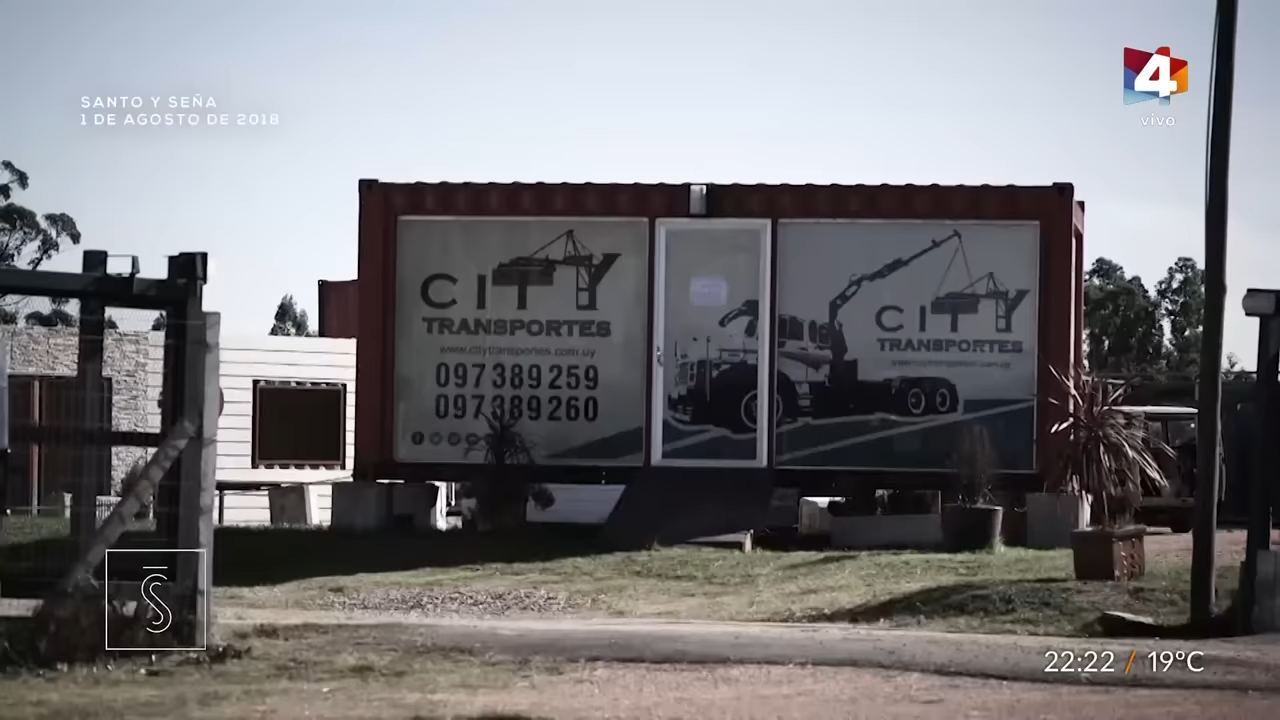 SANTO Y SEÑA
1 DE AGOSTO DE 2018
4
vivo
CITY
TRANSPORTES
www.citytransportes.com.uy
097389259
097389260
CITY
TRANSPORTES
22:22 / 19°C